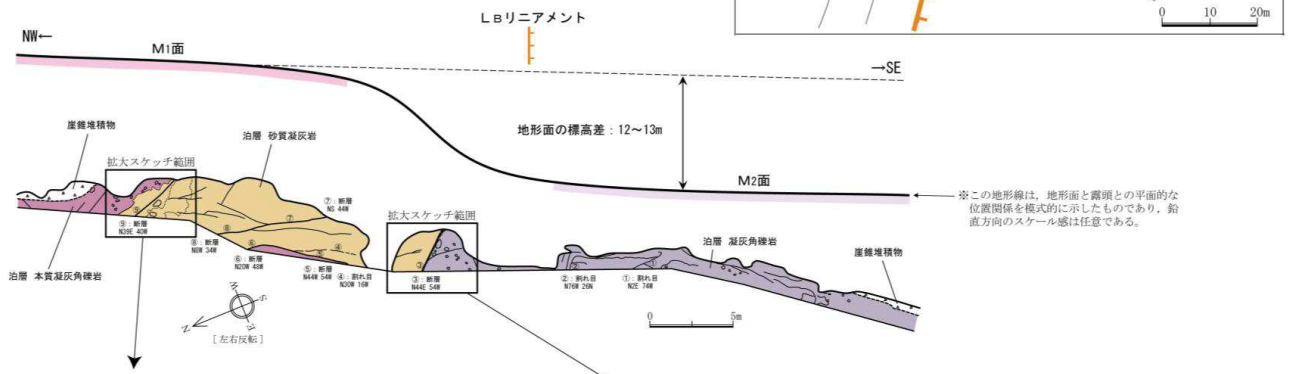 LBリニアメント
0 10 20m
NW←
M1面
→SE
地形面の標高差：12～13m
崖錐堆積物
泊層 砂質凝灰岩
拡大スケッチ範囲
M2面
※この地形線は，地形面と露頭との平面的な
位置関係を模式的に示したものであり，鉛
直方向のスケール感は任意である。
⑦：断層
NS 44W
拡大スケッチ範囲
⑨
⑦
⑧
⑥
⑤
④
③
②
①
泊層 凝灰角礫岩
崖錐堆積物
⑨：断層
N39E 40W
⑧：断層
N8W 34W
⑥：断層
N20W 48W
⑤：断層
N44W 54W
④：割れ目
N30W 16W
③：断層
N44E 54W
②：割れ目
N76W 26N
①：割れ目
N2E 74W
泊層 本質凝灰角礫岩
N
W
S
E
[左右反転]
0 5m